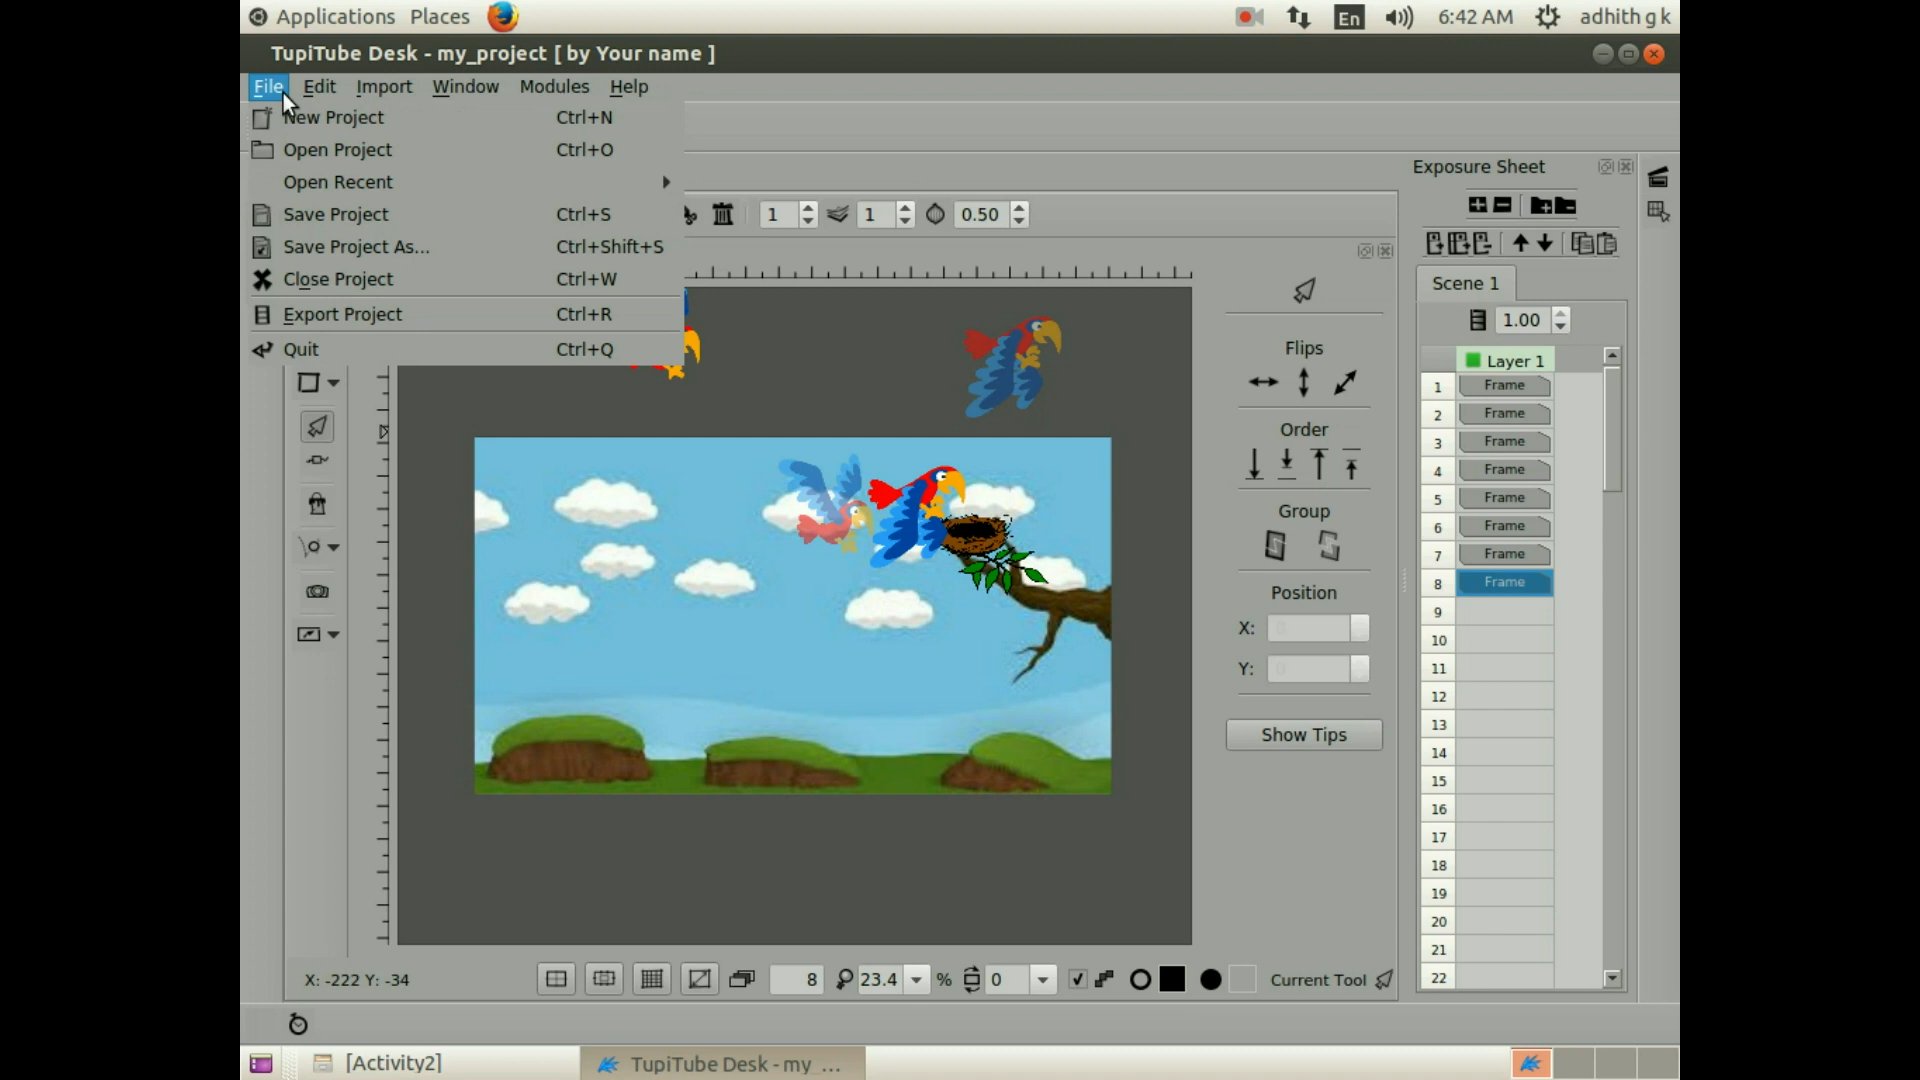 Applications Places En 6:42 AM adhith g k
TupiTube Desk - my_project [ by Your name ]
File Edit Import Window Modules Help
New Project Ctrl+N
Open Project Ctrl+O
Open Recent
Save Project Ctrl+S
Save Project As... Ctrl+Shift+S
Close Project Ctrl+W
Export Project Ctrl+R
Quit Ctrl+Q
1 1 0.50
Flips
Order
Group
Position
X:
Y:
Show Tips
Exposure Sheet
Scene 1
1.00
Layer 1
1 Frame
2 Frame
3 Frame
4 Frame
5 Frame
6 Frame
7 Frame
8 Frame
9
10
11
12
13
14
15
16
17
18
19
20
21
22
X: -222 Y: -34 8 23.4 % 0 Current Tool
[Activity2] TupiTube Desk - my_...